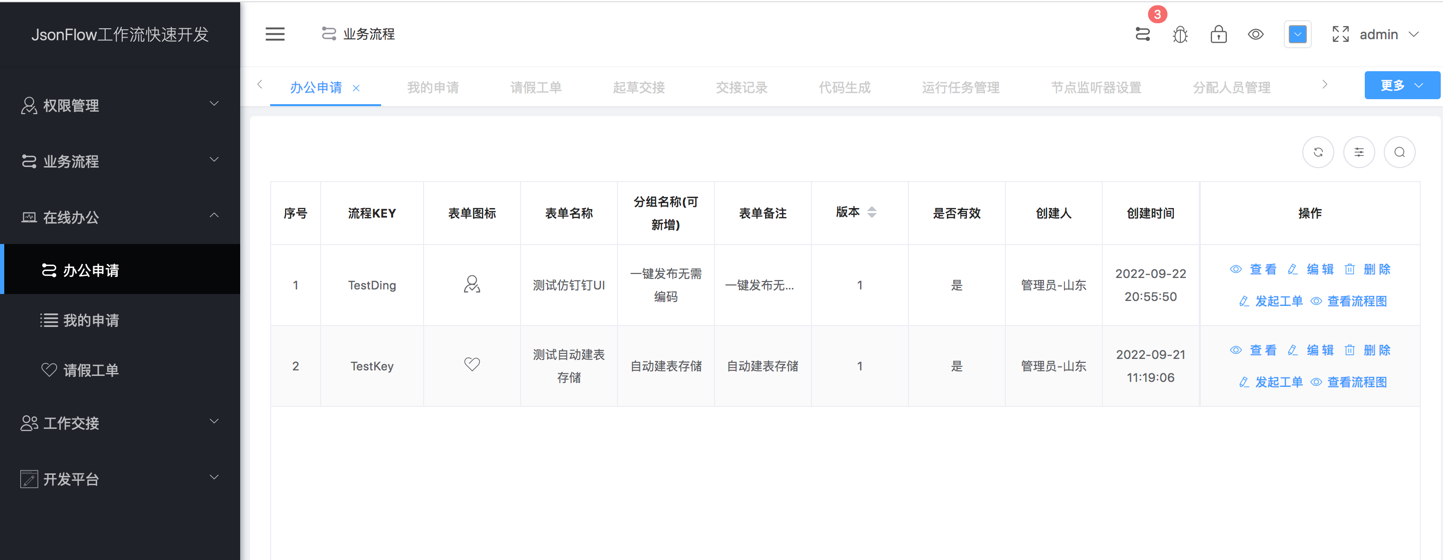 JsonFlow工作流快速开发
业务流程
3
admin
权限管理
业务流程
在线办公
办公申请
我的申请
请假工单
工作交接
开发平台
办公申请 ×
我的申请
请假工单
起草交接
交接记录
代码生成
运行任务管理
节点监听器设置
分配人员管理
更多
序号
流程KEY
表单图标
表单名称
分组名称(可
新增)
表单备注
版本
是否有效
创建人
创建时间
操作
1
TestDing
测试仿钉钉UI
一键发布无需
编码
一键发布无...
1
是
管理员-山东
2022-09-22
20:55:50
查 看 编 辑 删 除
发起工单 查看流程图
2
TestKey
测试自动建表
存储
自动建表存储
自动建表存储
1
是
管理员-山东
2022-09-21
11:19:06
查 看 编 辑 删 除
发起工单 查看流程图